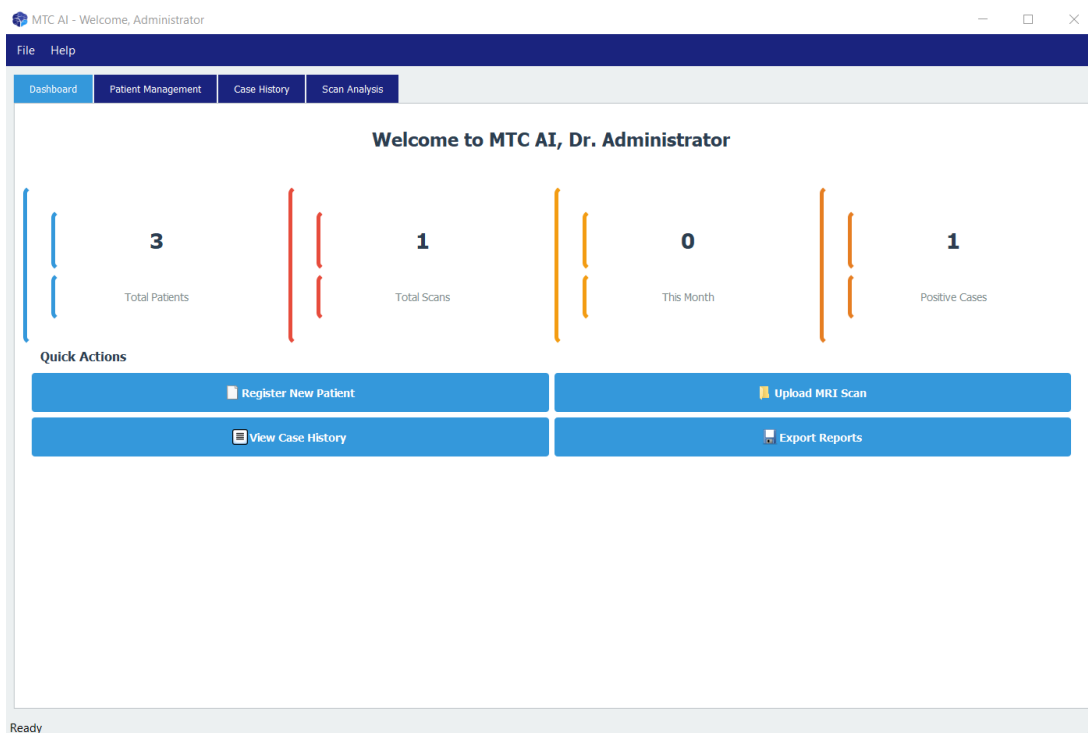 MTC AI - Welcome, Administrator
File Help
Dashboard Patient Management Case History Scan Analysis
Welcome to MTC AI, Dr. Administrator
3 1 0 1
Total Patients Total Scans This Month Positive Cases
Quick Actions
Register New Patient Upload MRI Scan
View Case History Export Reports
Ready